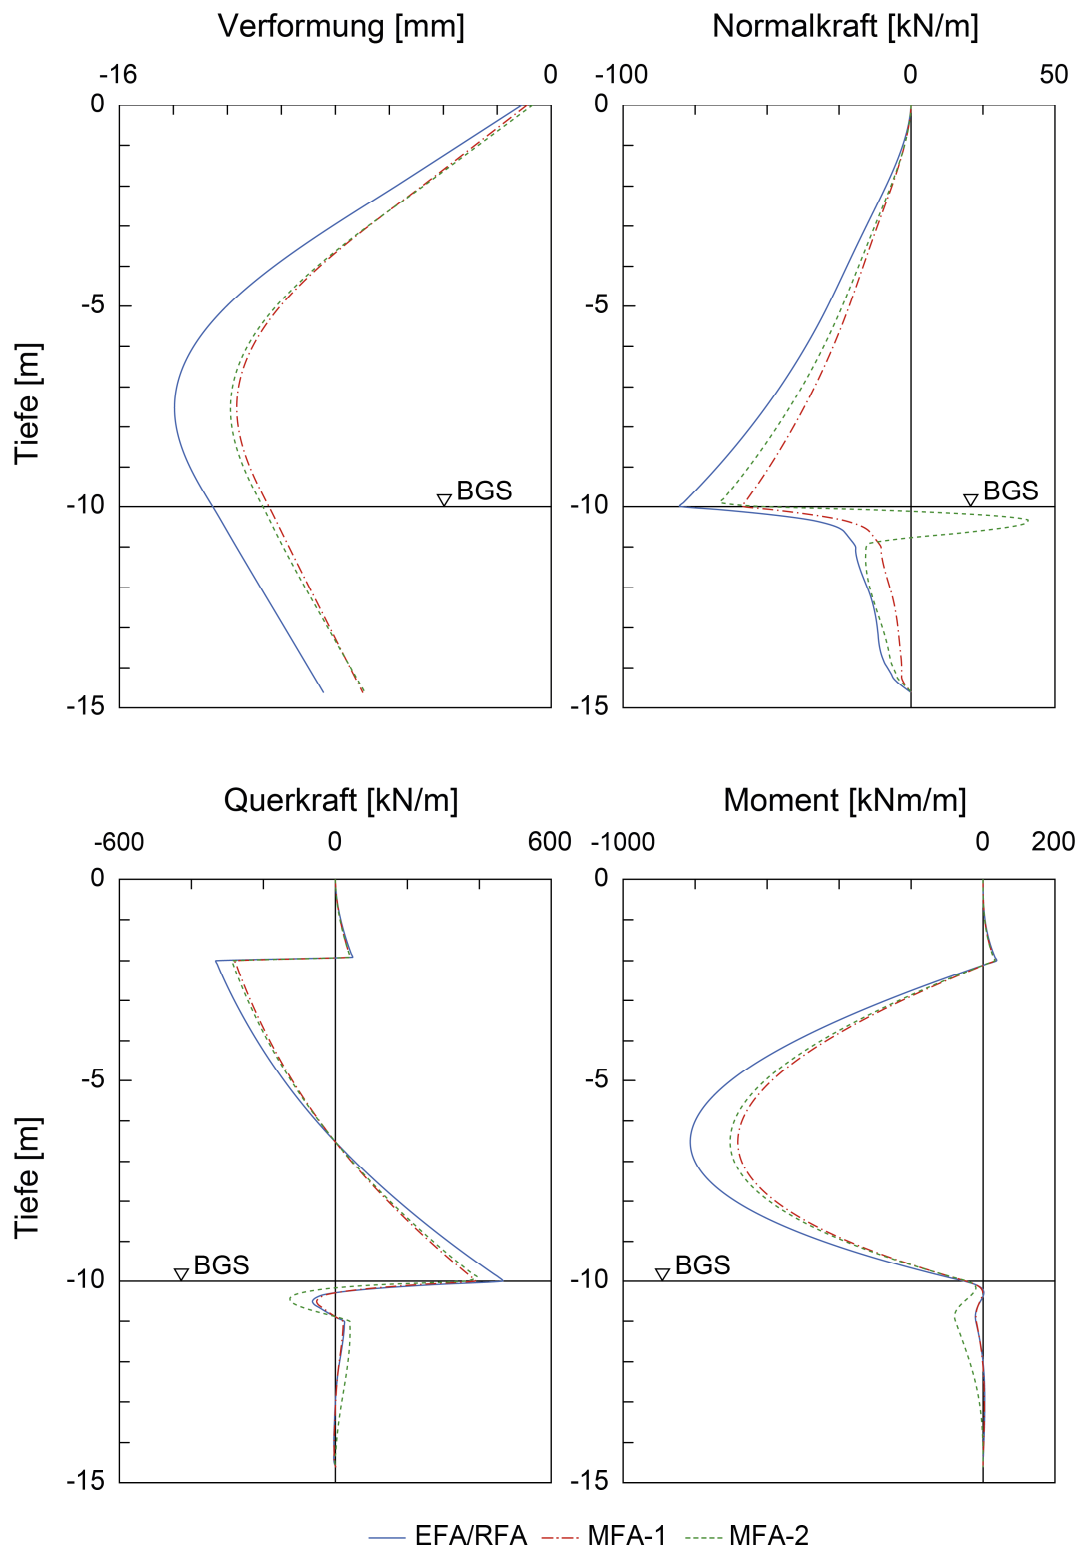 Verformung [mm]
Normalkraft [kN/m]
-16 0
-100 0 50
0
-5
-10
-15
Tiefe [m]
BGS
0
-5
-10
-15
BGS
Querkraft [kN/m]
Moment [kNm/m]
-600 0 600
-1000 0 200
0
-5
-10
-15
Tiefe [m]
BGS
0
-5
-10
-15
BGS
EFA/RFA MFA-1 MFA-2